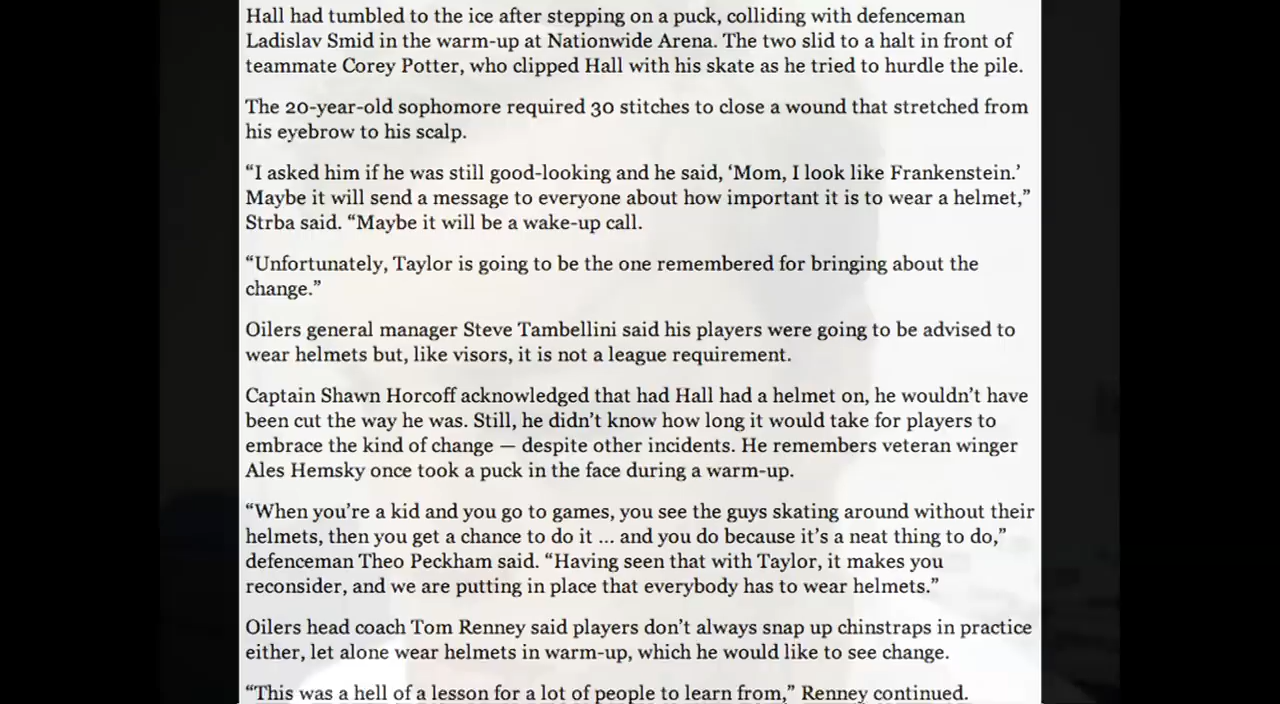 Hall had tumbled to the ice after stepping on a puck, colliding with defenceman
Ladislav Smid in the warm-up at Nationwide Arena. The two slid to a halt in front of
teammate Corey Potter, who clipped Hall with his skate as he tried to hurdle the pile.
The 20-year-old sophomore required 30 stitches to close a wound that stretched from
his eyebrow to his scalp.
“I asked him if he was still good-looking and he said, ‘Mom, I look like Frankenstein.’
Maybe it will send a message to everyone about how important it is to wear a helmet,”
Strba said. “Maybe it will be a wake-up call.
“Unfortunately, Taylor is going to be the one remembered for bringing about the
change.”
Oilers general manager Steve Tambellini said his players were going to be advised to
wear helmets but, like visors, it is not a league requirement.
Captain Shawn Horcoff acknowledged that had Hall had a helmet on, he wouldn’t have
been cut the way he was. Still, he didn’t know how long it would take for players to
embrace the kind of change — despite other incidents. He remembers veteran winger
Ales Hemsky once took a puck in the face during a warm-up.
“When you’re a kid and you go to games, you see the guys skating around without their
helmets, then you get a chance to do it ... and you do because it’s a neat thing to do,”
defenceman Theo Peckham said. “Having seen that with Taylor, it makes you
reconsider, and we are putting in place that everybody has to wear helmets.”
Oilers head coach Tom Renney said players don’t always snap up chinstraps in practice
either, let alone wear helmets in warm-up, which he would like to see change.
“This was a hell of a lesson for a lot of people to learn from,” Renney continued.